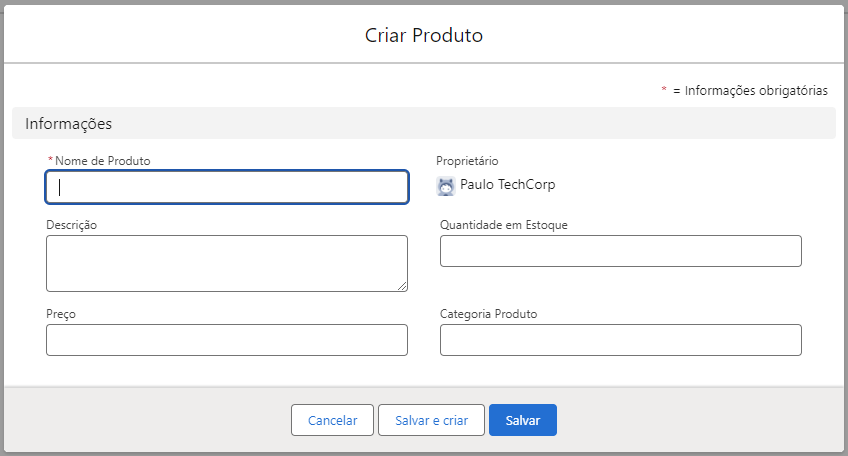 Criar Produto
* = Informações obrigatórias
Informações
* Nome de Produto
Proprietário
Paulo TechCorp
Descrição
Quantidade em Estoque
Preço
Categoria Produto
Cancelar
Salvar e criar
Salvar